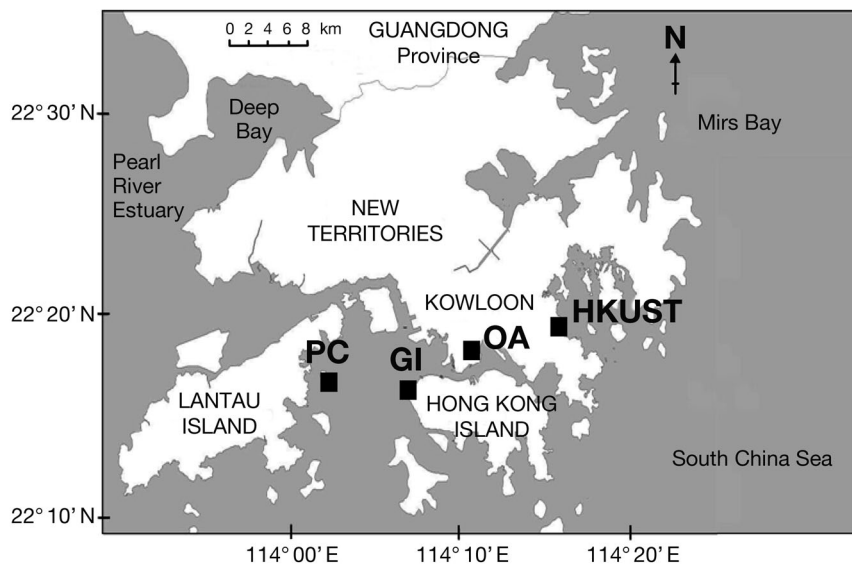 GUANGDONG
Province
0 2 4 6 8 km
N
22° 30’ N
Deep
Bay
Mirs Bay
Pearl
River
Estuary
NEW
TERRITORIES
22° 20’ N
KOWLOON
HKUST
OA
PC
GI
LANTAU
ISLAND
HONG KONG
ISLAND
South China Sea
22° 10’ N
114° 00’ E
114° 10’ E
114° 20’ E